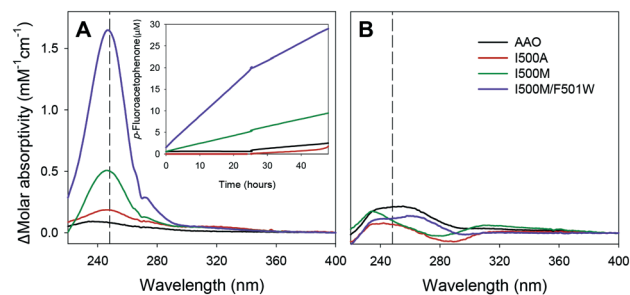 A
B
AAO
I500A
I500M
I500M/F501W
ΔMolar absorptivity (mM⁻¹cm⁻¹)
1.5
1.0
0.5
0.0
p-Fluoroacetophenone(µM)
30
25
20
15
10
5
0
0 20 40
Time (hours)
240 280 320 360 400
Wavelength (nm)
240 280 320 360 400
Wavelength (nm)